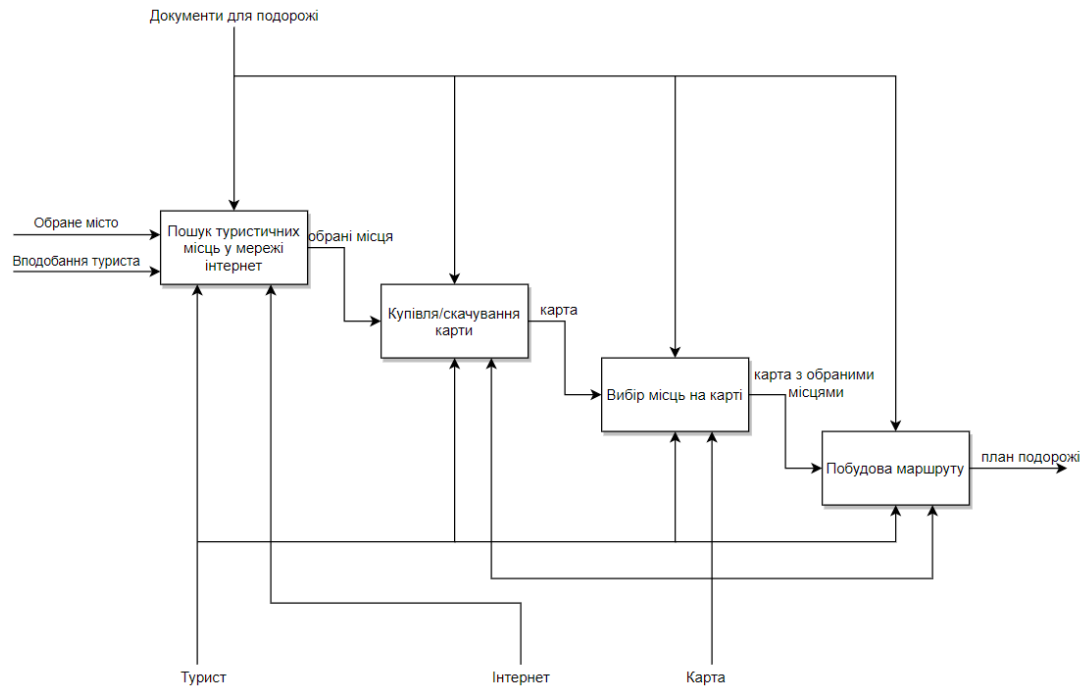 Документи для подорожі
Обране місто
Вподобання туриста
Пошук туристичних
місць у мережі
інтернет
обрані місця
Купівля/скачування
карти
карта
Вибір місць на карті
карта з обраними
місцями
Побудова маршруту
план подорожі
Турист
Інтернет
Карта